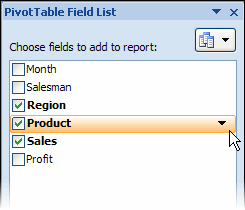 PivotTable Field List
Choose fields to add to report:
Month
Salesman
Region
Product
Sales
Profit